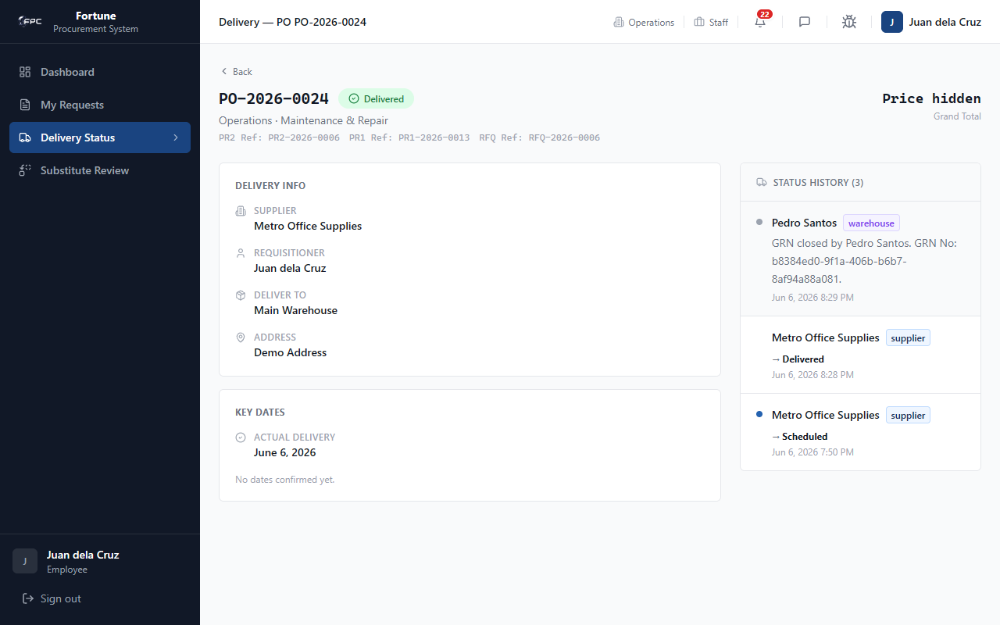 FPC
Fortune
Procurement System
Dashboard
My Requests
Delivery Status
Substitute Review
J
Juan dela Cruz
Employee
Sign out
Delivery — PO PO-2026-0024
Operations
Staff
22
J
Juan dela Cruz
Back
PO-2026-0024
Delivered
Operations · Maintenance & Repair
PR2 Ref: PR2-2026-0006 PR1 Ref: PR1-2026-0013 RFQ Ref: RFQ-2026-0006
Price hidden
Grand Total
DELIVERY INFO
SUPPLIER
Metro Office Supplies
REQUISITIONER
Juan dela Cruz
DELIVER TO
Main Warehouse
ADDRESS
Demo Address
KEY DATES
ACTUAL DELIVERY
June 6, 2026
No dates confirmed yet.
STATUS HISTORY (3)
Pedro Santos warehouse
GRN closed by Pedro Santos. GRN No:
b8384ed0-9f1a-406b-b6b7-
8af94a88a081.
Jun 6, 2026 8:29 PM
Metro Office Supplies supplier
→ Delivered
Jun 6, 2026 8:28 PM
Metro Office Supplies supplier
→ Scheduled
Jun 6, 2026 7:50 PM